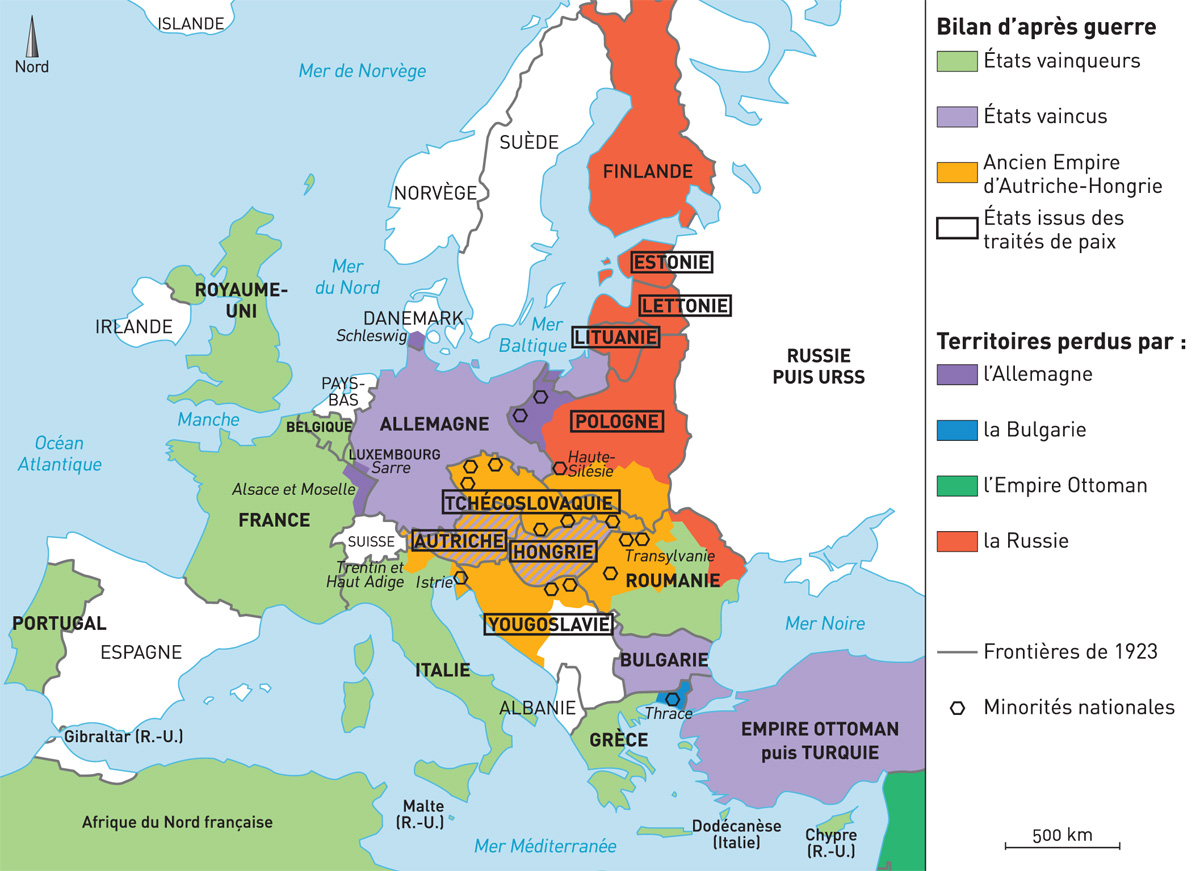 ISLANDE
Nord
Mer de Norvège
SUÈDE
FINLANDE
NORVÈGE
ESTONIE
Mer
du Nord
ROYAUME-
UNI
LETTONIE
IRLANDE
DANEMARK
Schleswig
Mer
Baltique
LITUANIE
RUSSIE
PUIS URSS
PAYS-
BAS
Manche
BELGIQUE
ALLEMAGNE
POLOGNE
Océan
Atlantique
LUXEMBOURG
Sarre
Haute-
Silésie
Alsace et Moselle
TCHÉCOSLOVAQUIE
FRANCE
SUISSE
AUTRICHE
HONGRIE
Transylvanie
Trentin et
Haut Adige
Istrie
ROUMANIE
PORTUGAL
ESPAGNE
YOUGOSLAVIE
Mer Noire
ITALIE
BULGARIE
ALBANIE
Thrace
Gibraltar (R.-U.)
GRÈCE
EMPIRE OTTOMAN
puis TURQUIE
Afrique du Nord française
Malte
(R.-U.)
Dodécanèse
(Italie)
Chypre
(R.-U.)
Mer Méditerranée
Bilan d’après guerre
États vainqueurs
États vaincus
Ancien Empire
d’Autriche-Hongrie
États issus des
traités de paix
Territoires perdus par :
l’Allemagne
la Bulgarie
l’Empire Ottoman
la Russie
Frontières de 1923
Minorités nationales
500 km